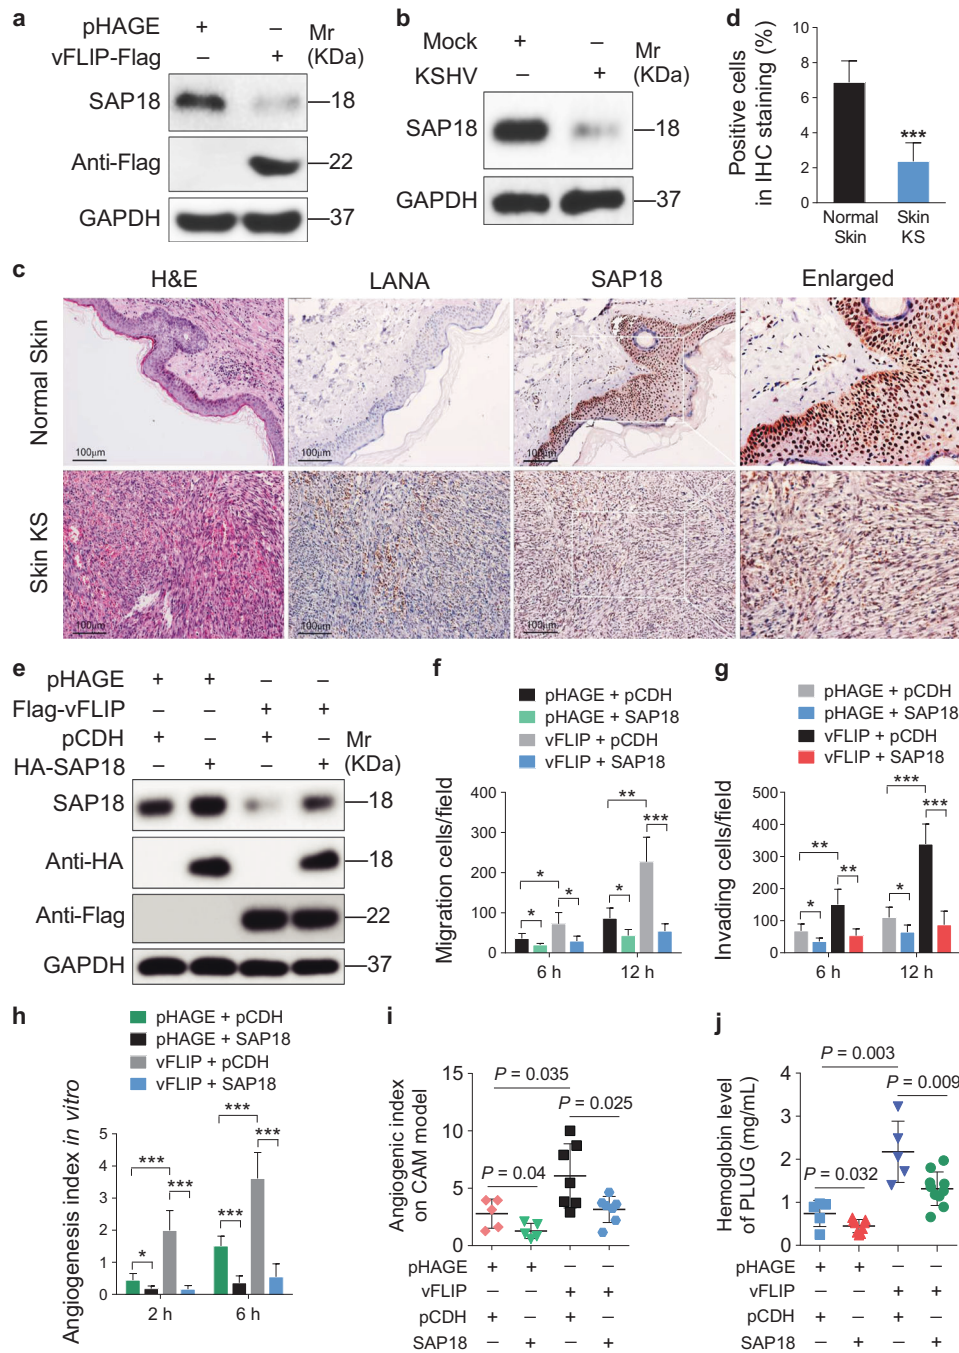 a
pHAGE + –
vFLIP-Flag – +
Mr
(KDa)
SAP18
18
Anti-Flag
22
GAPDH
37
b
Mock + –
KSHV – +
Mr
(KDa)
SAP18
18
GAPDH
37
d
Positive cells
in IHC staining (%)
8
6
4
2
0
***
Normal
Skin
Skin
KS
c
H&E
LANA
SAP18
Enlarged
Normal Skin
100μm
100μm
100μm
Skin KS
100μm
100μm
100μm
e
pHAGE + + – –
Flag-vFLIP – – + +
pCDH + – + –
HA-SAP18 – + – +
Mr
(KDa)
SAP18
18
Anti-HA
18
Anti-Flag
22
GAPDH
37
f
pHAGE + pCDH
pHAGE + SAP18
vFLIP + pCDH
vFLIP + SAP18
Migration cells/field
400
300
200
100
0
* * *
** * ***
6 h
12 h
g
pHAGE + pCDH
pHAGE + SAP18
vFLIP + pCDH
vFLIP + SAP18
Invading cells/field
500
400
300
200
100
0
** * **
*** * ***
6 h
12 h
h
pHAGE + pCDH
pHAGE + SAP18
vFLIP + pCDH
vFLIP + SAP18
Angiogenesis index in vitro
5
4
3
2
1
0
*** * ***
*** *** ***
2 h
6 h
i
Angiogenic index
on CAM model
15
10
5
0
P = 0.035
P = 0.025
P = 0.04
pHAGE + + – –
vFLIP – – + +
pCDH + – + –
SAP18 – + – +
j
Hemoglobin level
of PLUG (mg/mL)
4
3
2
1
0
P = 0.003
P = 0.009
P = 0.032
pHAGE + + – –
vFLIP – – + +
pCDH + – + –
SAP18 – + – +